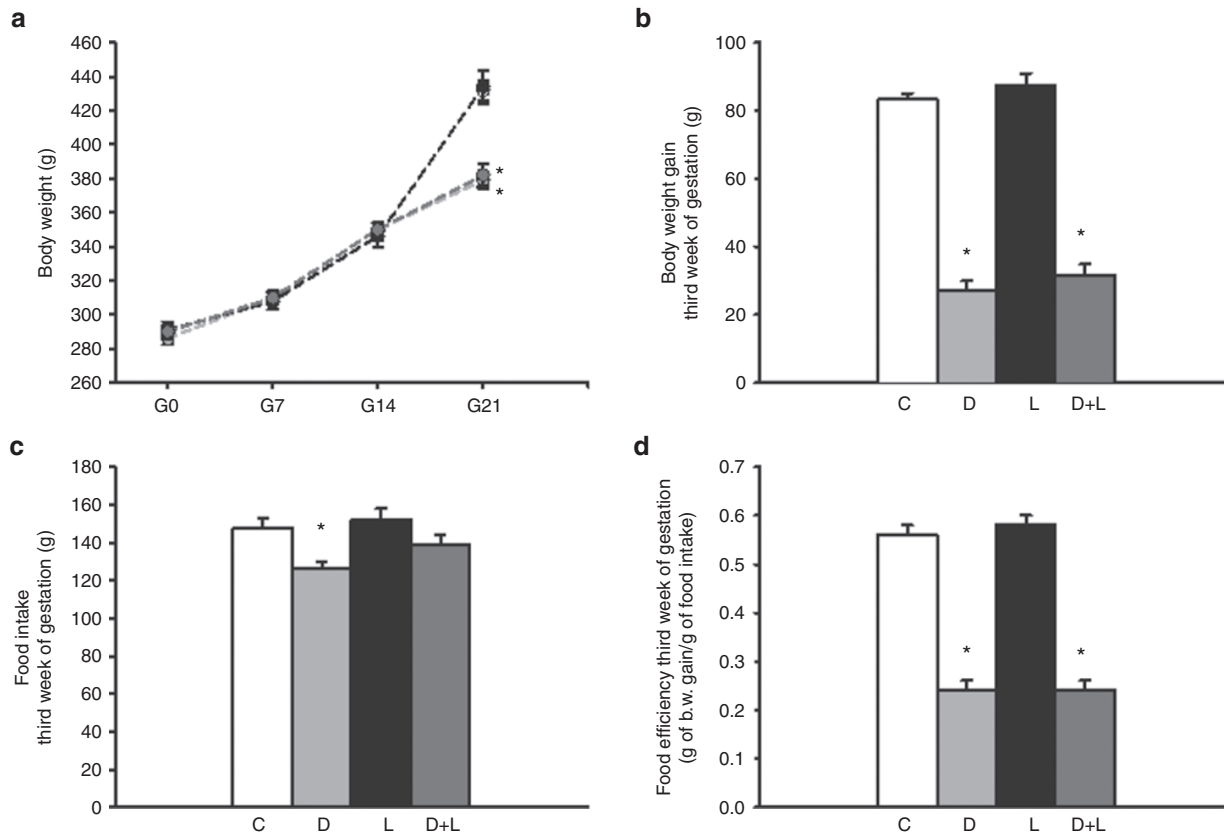 a
Body weight (g)
460
440
420
400
380
360
340
320
300
280
260
G0 G7 G14 G21
*
*
b
Body weight gain
third week of gestation (g)
100
80
60
40
20
0
* *
C D L D+L
c
Food intake
third week of gestation (g)
180
160
140
120
100
80
60
40
20
0
*
C D L D+L
d
Food efficiency third week of gestation
(g of b.w. gain/g of food intake)
0.7
0.6
0.5
0.4
0.3
0.2
0.1
0.0
* *
C D L D+L